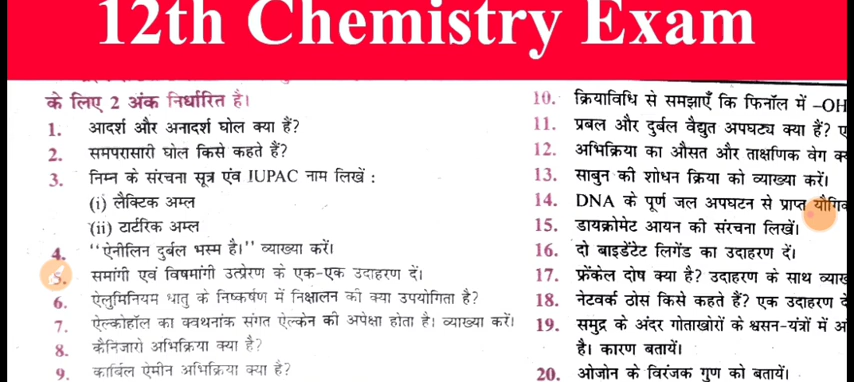 12th Chemistry Exam
के लिए 2 अंक निर्धारित है।
1. आदर्श और अनादर्श घोल क्या हैं?
2. समपरासारी घोल किसे कहते हैं?
3. निम्न के संरचना सूत्र एंव IUPAC नाम लिखें :
(i) लैक्टिक अम्ल
(ii) टार्टरिक अम्ल
4. ‘‘ऐनीलिन दुर्बल भस्म है।’’ व्याख्या करें।
5. समांगी एवं विषमांगी उत्प्रेरण के एक-एक उदाहरण दें।
6. ऐलुमिनियम धातु के निष्कर्षण में निक्षालन की क्या उपयोगिता है?
7. ऐल्कोहॉल का क्वथनांक संगत ऐल्केन की अपेक्षा होता है। व्याख्या करें।
8. कैनिजारो अभिक्रिया क्या है?
9. कार्बिल ऐमीन अभिक्रिया क्या है?
10. क्रियाविधि से समझाएँ कि फिनॉल में –OH
11. प्रबल और दुर्बल वैद्युत अपघट्य क्या हैं?
12. अभिक्रिया का औसत और ताक्षणिक वेग
13. साबुन की शोधन क्रिया को व्याख्या करें।
14. DNA के पूर्ण जल अपघटन से प्राप्त
15. डायक्रोमेट आयन की संरचना लिखें।
16. दो बाइडेंटेट लिगेंड का उदाहरण दें।
17. फ्रेंकेल दोष क्या है? उदाहरण के साथ
18. नेटवर्क ठोस किसे कहते हैं? एक उदाहरण
19. समुद्र के अंदर गोताखोरों के श्वसन-यंत्रों में
है। कारण बतायें।
20. ओजोन के विरंजक गुण को बतायें।